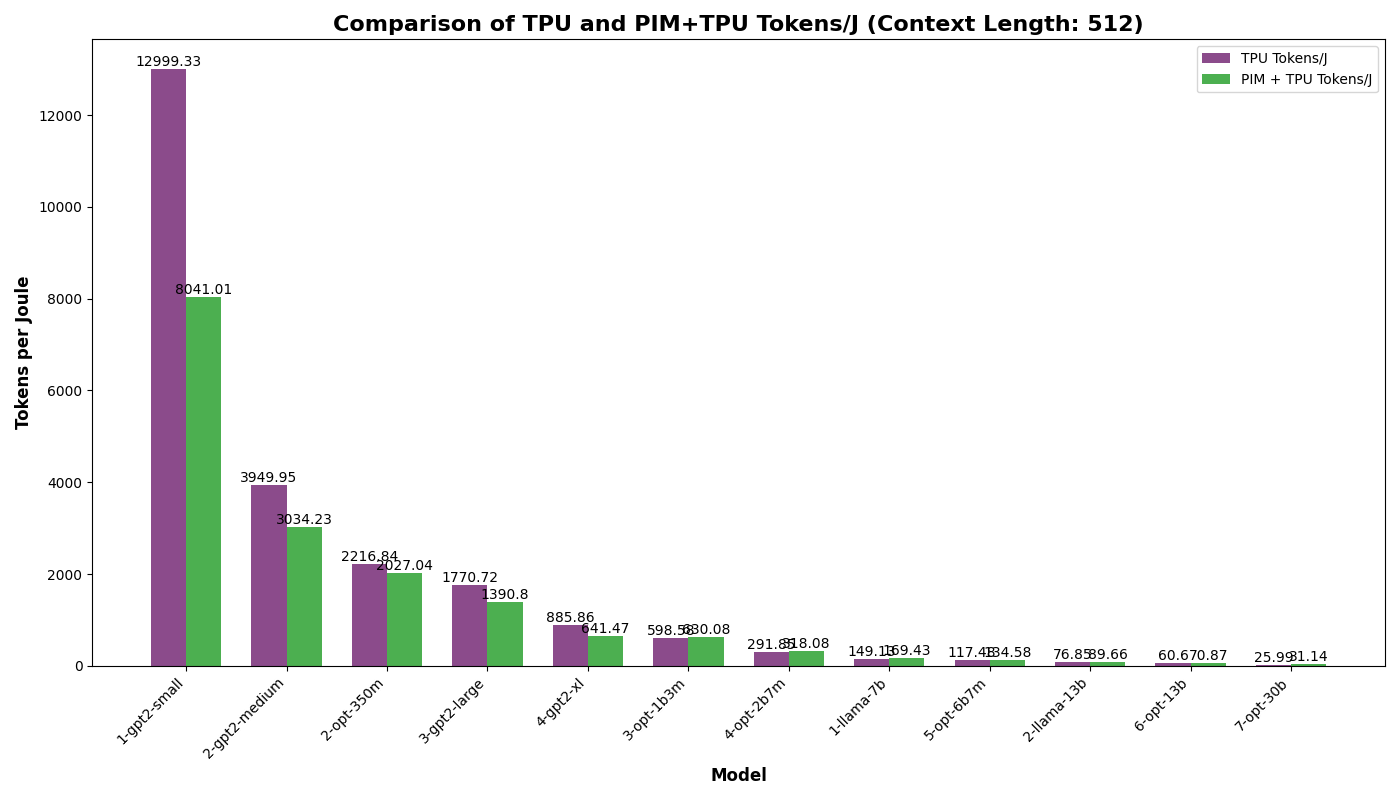 Comparison of TPU and PIM+TPU Tokens/J (Context Length: 512)
TPU Tokens/J
PIM + TPU Tokens/J
Tokens per Joule
12000
10000
8000
6000
4000
2000
0
12999.33
8041.01
3949.95
3034.23
2216.84
2027.04
1770.72
1390.8
885.86
641.47
598.58
630.08
291.85
318.08
149.13
169.43
117.48
134.58
76.85
89.66
60.6
70.87
25.99
31.14
1-gpt2-small
2-gpt2-medium
2-opt-350m
3-gpt2-large
4-gpt2-xl
3-opt-1b3m
4-opt-2b7m
1-llama-7b
5-opt-6b7m
2-llama-13b
6-opt-13b
7-opt-30b
Model